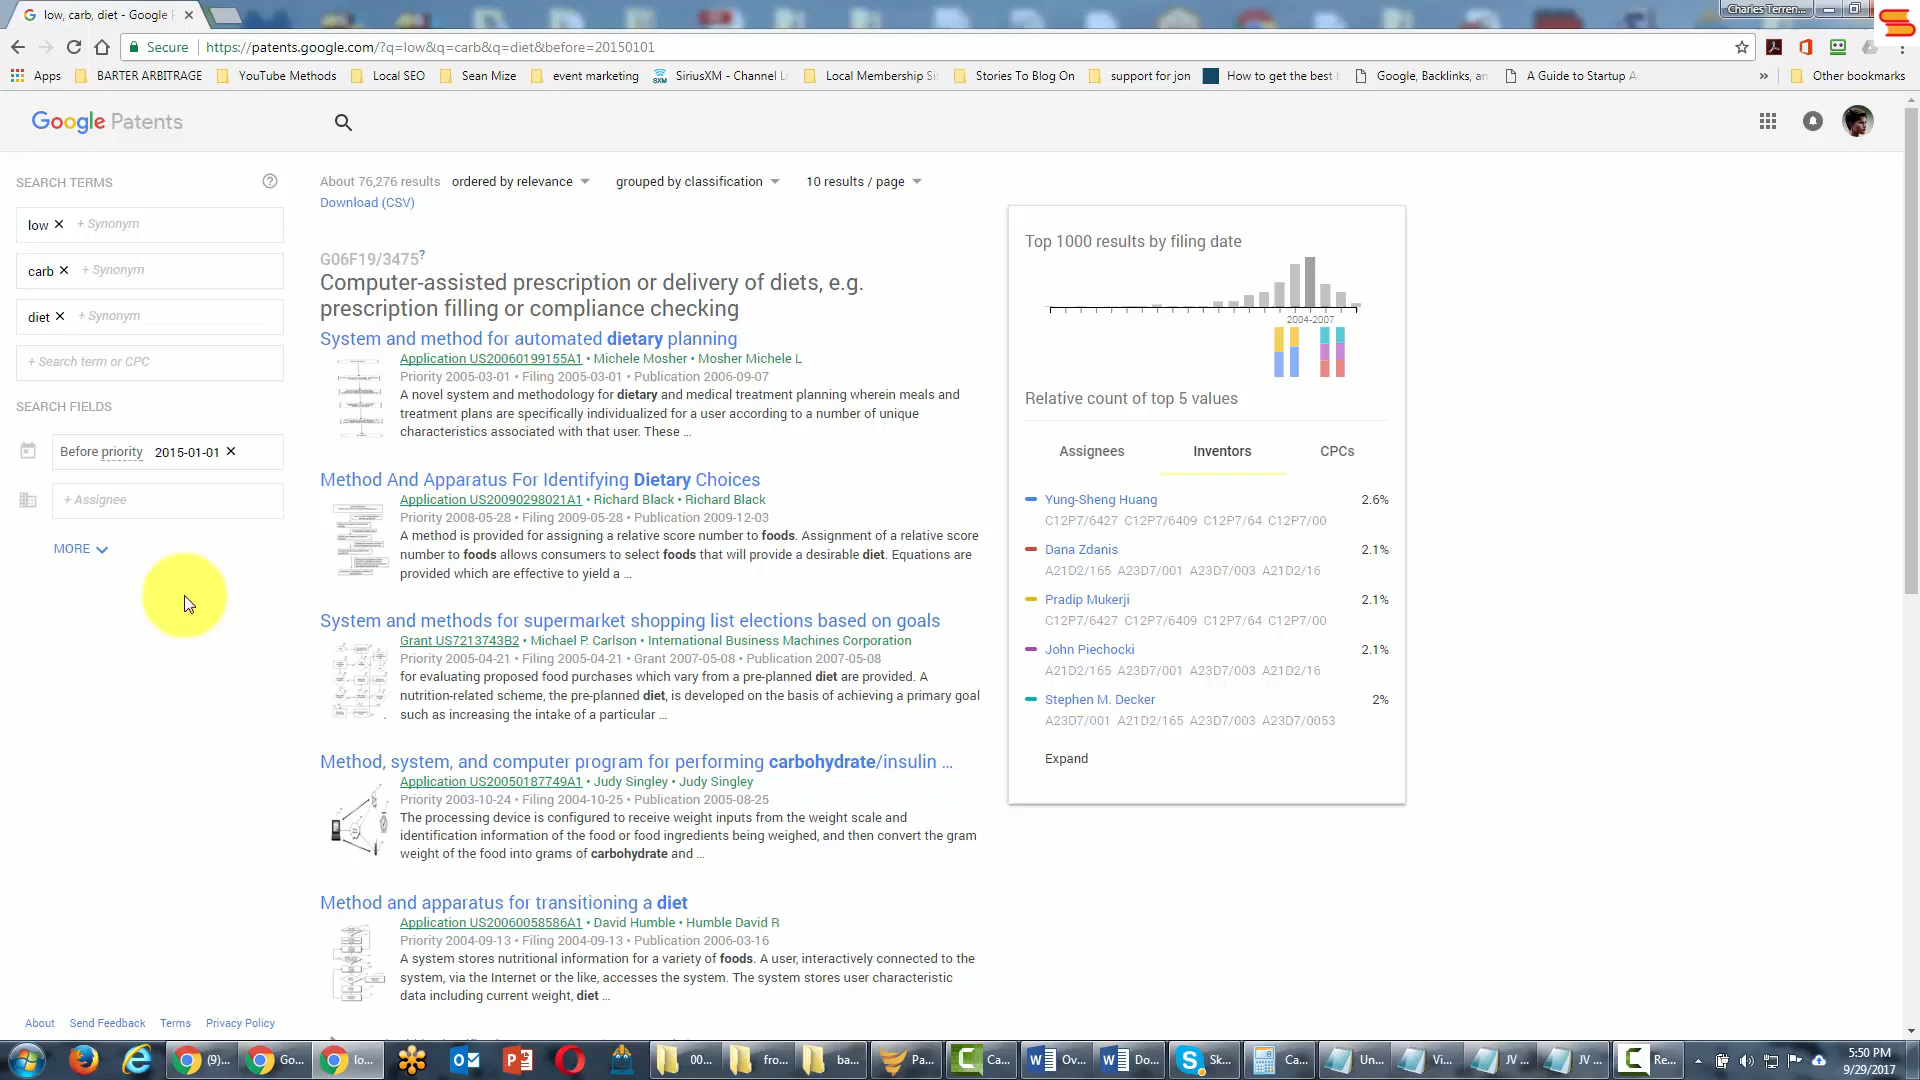 low, carb, diet - Google P
Charles Terren...
Secure https://patents.google.com/?q=low&q=carb&q=diet&before=20150101
Apps BARTER ARBITRAGE YouTube Methods Local SEO Sean Mize event marketing SiriusXM - Channel L Local Membership Si Stories To Blog On support for jon How to get the best Google, Backlinks, an A Guide to Startup A » Other bookmarks
Google Patents
SEARCH TERMS
low + Synonym
carb + Synonym
diet + Synonym
+ Search term or CPC
SEARCH FIELDS
Before priority 2015-01-01
+ Assignee
MORE
About 76,276 results ordered by relevance grouped by classification 10 results / page
Download (CSV)
G06F19/3475?
Computer-assisted prescription or delivery of diets, e.g.
prescription filling or compliance checking
System and method for automated dietary planning
Application US20060199155A1 • Michele Mosher • Mosher Michele L
Priority 2005-03-01 • Filing 2005-03-01 • Publication 2006-09-07
A novel system and methodology for dietary and medical treatment planning wherein meals and
treatment plans are specifically individualized for a user according to a number of unique
characteristics associated with that user. These ...
Method And Apparatus For Identifying Dietary Choices
Application US20090298021A1 • Richard Black • Richard Black
Priority 2008-05-28 • Filing 2009-05-28 • Publication 2009-12-03
A method is provided for assigning a relative score number to foods. Assignment of a relative score
number to foods allows consumers to select foods that will provide a desirable diet. Equations are
provided which are effective to yield a ...
System and methods for supermarket shopping list elections based on goals
Grant US7213743B2 • Michael P. Carlson • International Business Machines Corporation
Priority 2005-04-21 • Filing 2005-04-21 • Grant 2007-05-08 • Publication 2007-05-08
for evaluating proposed food purchases which vary from a pre-planned diet are provided. A
nutrition-related scheme, the pre-planned diet, is developed on the basis of achieving a primary goal
such as increasing the intake of a particular ...
Method, system, and computer program for performing carbohydrate/insulin ...
Application US20050187749A1 • Judy Singley • Judy Singley
Priority 2003-10-24 • Filing 2004-10-25 • Publication 2005-08-25
The processing device is configured to receive weight inputs from the weight scale and
identification information of the food or food ingredients being weighed, and then convert the gram
weight of the food into grams of carbohydrate and ...
Method and apparatus for transitioning a diet
Application US20060058586A1 • David Humble • Humble David R
Priority 2004-09-13 • Filing 2004-09-13 • Publication 2006-03-16
A system stores nutritional information for a variety of foods. A user, interactively connected to the
system, via the Internet or the like, accesses the system. The system stores user characteristic
data including current weight, diet ...
Top 1000 results by filing date
2004-2007
Relative count of top 5 values
Assignees Inventors CPCs
Yung-Sheng Huang 2.6%
C12P7/6427 C12P7/6409 C12P7/64 C12P7/00
Dana Zdanis 2.1%
A21D2/165 A23D7/001 A23D7/003 A21D2/16
Pradip Mukerji 2.1%
C12P7/6427 C12P7/6409 C12P7/64 C12P7/00
John Piechocki 2.1%
A21D2/165 A23D7/001 A23D7/003 A21D2/16
Stephen M. Decker 2%
A23D7/001 A21D2/165 A23D7/003 A23D7/0053
Expand
About Send Feedback Terms Privacy Policy
(9)... Go... lo... 00... fro... ba... Pa... Ca... Ov... Do... Sk... Ca... Un... Vi... JV ... JV ... Re...
5:50 PM
9/29/2017